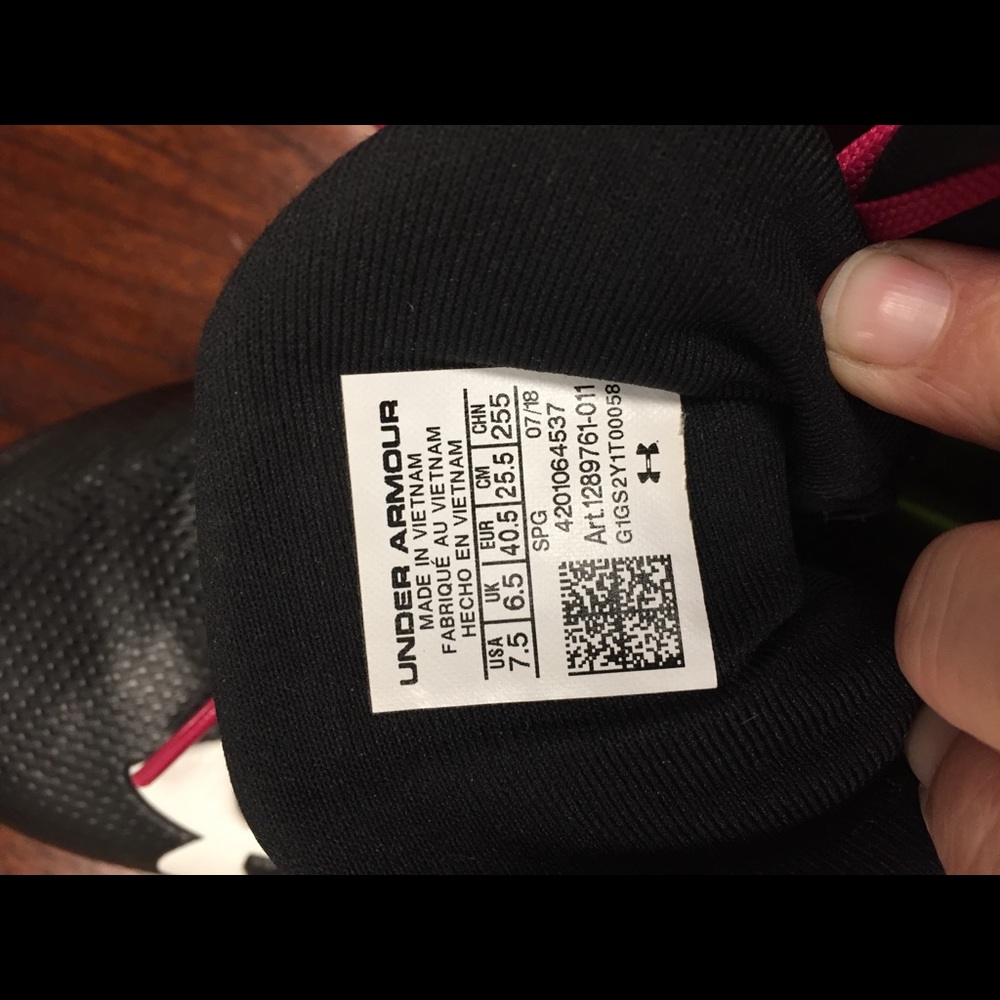 UNDER ARMOUR
MADE IN VIETNAM
FABRIQUÉ AU VIETNAM
HECHO EN VIETNAM
USA UK EUR CM CHN
7.5 6.5 40.5 25.5 255
SPG 07/18
4201064537
Art.1289761-011
G1GS2Y1T00058